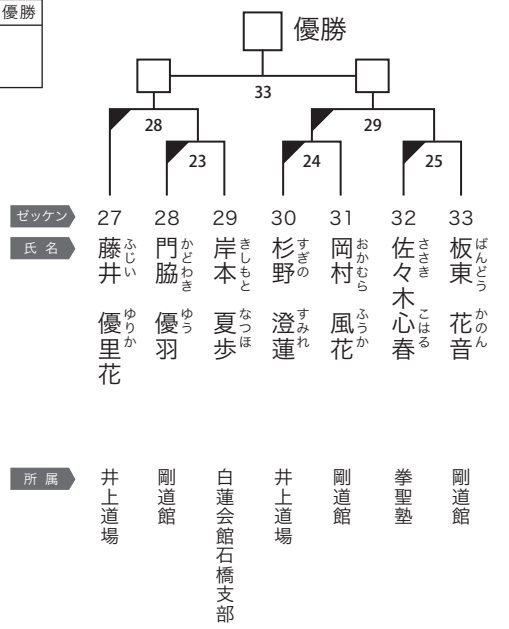 優勝
優勝
33
28
29
23
24
25
ゼッケン 27 28 29 30 31 32 33
氏 名
藤井 優里花
ふじい ゆりか
門脇 優羽
かどわき ゆう
岸本 夏歩
きしもと なつほ
杉野 澄蓮
すぎの すみれ
岡村 風花
おかむら ふうか
佐々木心春
ささき こはる
板東 花音
ばんどう かのん
所 属
井上道場
剛道館
白蓮会館石橋支部
井上道場
剛道館
拳聖塾
剛道館